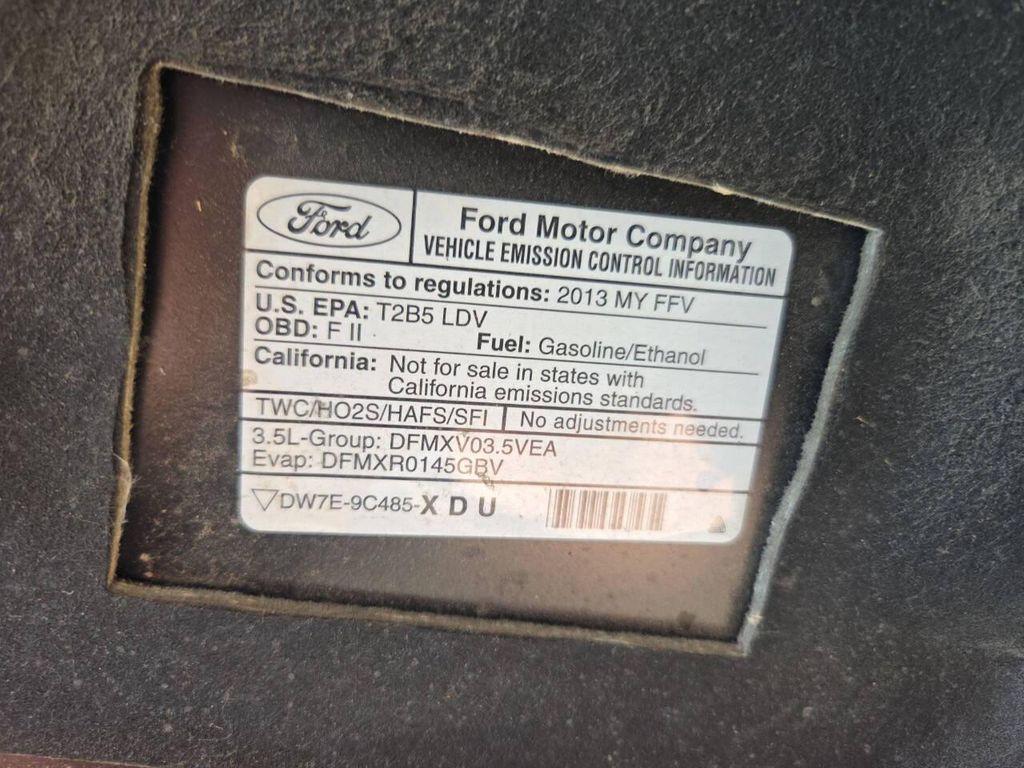 Ford
Ford Motor Company
VEHICLE EMISSION CONTROL INFORMATION
Conforms to regulations: 2013 MY FFV
U.S. EPA: T2B5 LDV
OBD: F II Fuel: Gasoline/Ethanol
California: Not for sale in states with
California emissions standards.
TWC/HO2S/HAFS/SFI No adjustments needed.
3.5L-Group: DFMXV03.5VEA
Evap: DFMXR0145GBV
▽DW7E-9C485-X D U